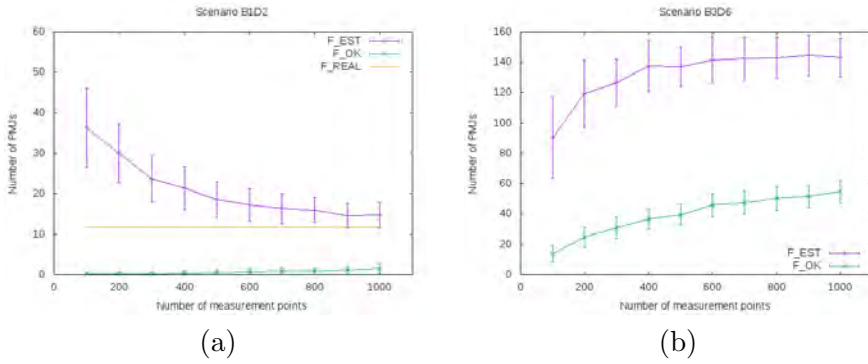 Scenario B1D2
60
50
40
30
20
10
0
Number of PMJs
F_EST
F_OK
F_REAL
0 200 400 600 800 1000
Number of measurement points
(a)
Scenario B3D6
160
140
120
100
80
60
40
20
0
Number of PMJs
F_EST
F_OK
0 200 400 600 800 1000
Number of measurement points
(b)